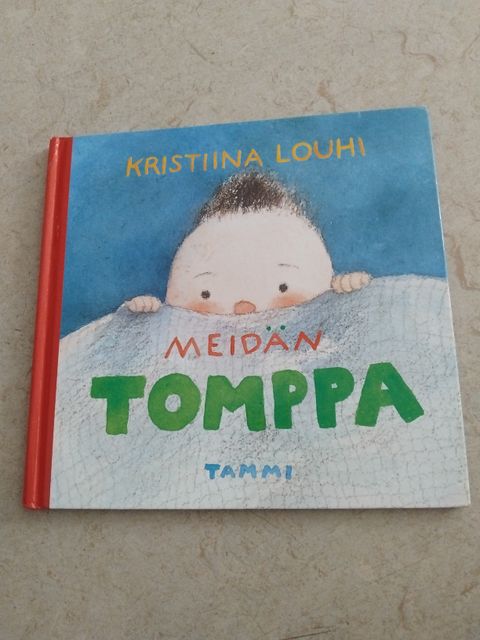 KRISTIINA LOUHI
MEIDÄN
TOMPPA
TAMMI